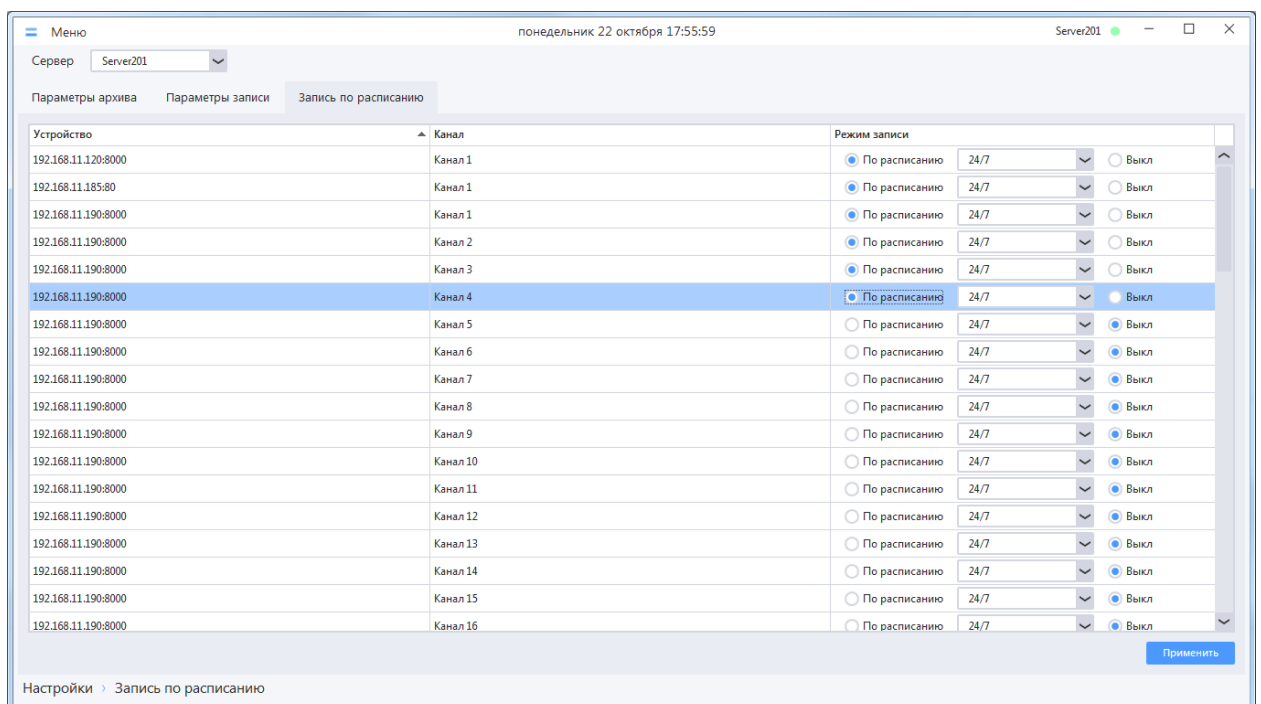 Меню понедельник 22 октября 17:55:59 Server201
Сервер Server201
Параметры архива Параметры записи Запись по расписанию
Устройство Канал Режим записи
192.168.11.120:8000 Канал 1 По расписанию 24/7 Выкл
192.168.11.185:80 Канал 1 По расписанию 24/7 Выкл
192.168.11.190:8000 Канал 1 По расписанию 24/7 Выкл
192.168.11.190:8000 Канал 2 По расписанию 24/7 Выкл
192.168.11.190:8000 Канал 3 По расписанию 24/7 Выкл
192.168.11.190:8000 Канал 4 По расписанию 24/7 Выкл
192.168.11.190:8000 Канал 5 По расписанию 24/7 Выкл
192.168.11.190:8000 Канал 6 По расписанию 24/7 Выкл
192.168.11.190:8000 Канал 7 По расписанию 24/7 Выкл
192.168.11.190:8000 Канал 8 По расписанию 24/7 Выкл
192.168.11.190:8000 Канал 9 По расписанию 24/7 Выкл
192.168.11.190:8000 Канал 10 По расписанию 24/7 Выкл
192.168.11.190:8000 Канал 11 По расписанию 24/7 Выкл
192.168.11.190:8000 Канал 12 По расписанию 24/7 Выкл
192.168.11.190:8000 Канал 13 По расписанию 24/7 Выкл
192.168.11.190:8000 Канал 14 По расписанию 24/7 Выкл
192.168.11.190:8000 Канал 15 По расписанию 24/7 Выкл
192.168.11.190:8000 Канал 16 По расписанию 24/7 Выкл
Применить
Настройки › Запись по расписанию